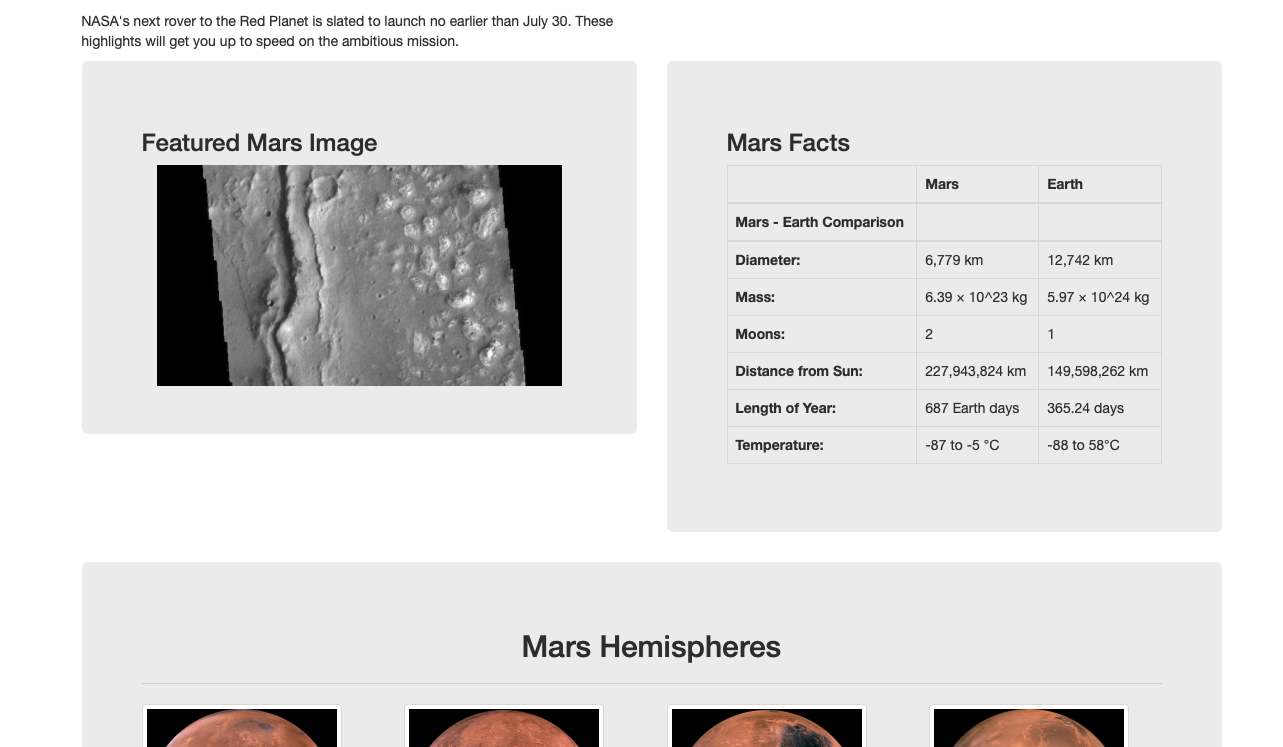 NASA's next rover to the Red Planet is slated to launch no earlier than July 30. These
highlights will get you up to speed on the ambitious mission.
Featured Mars Image
Mars Facts
Mars Earth
Mars - Earth Comparison
Diameter: 6,779 km 12,742 km
Mass: 6.39 × 10^23 kg 5.97 × 10^24 kg
Moons: 2 1
Distance from Sun: 227,943,824 km 149,598,262 km
Length of Year: 687 Earth days 365.24 days
Temperature: -87 to -5 °C -88 to 58°C
Mars Hemispheres